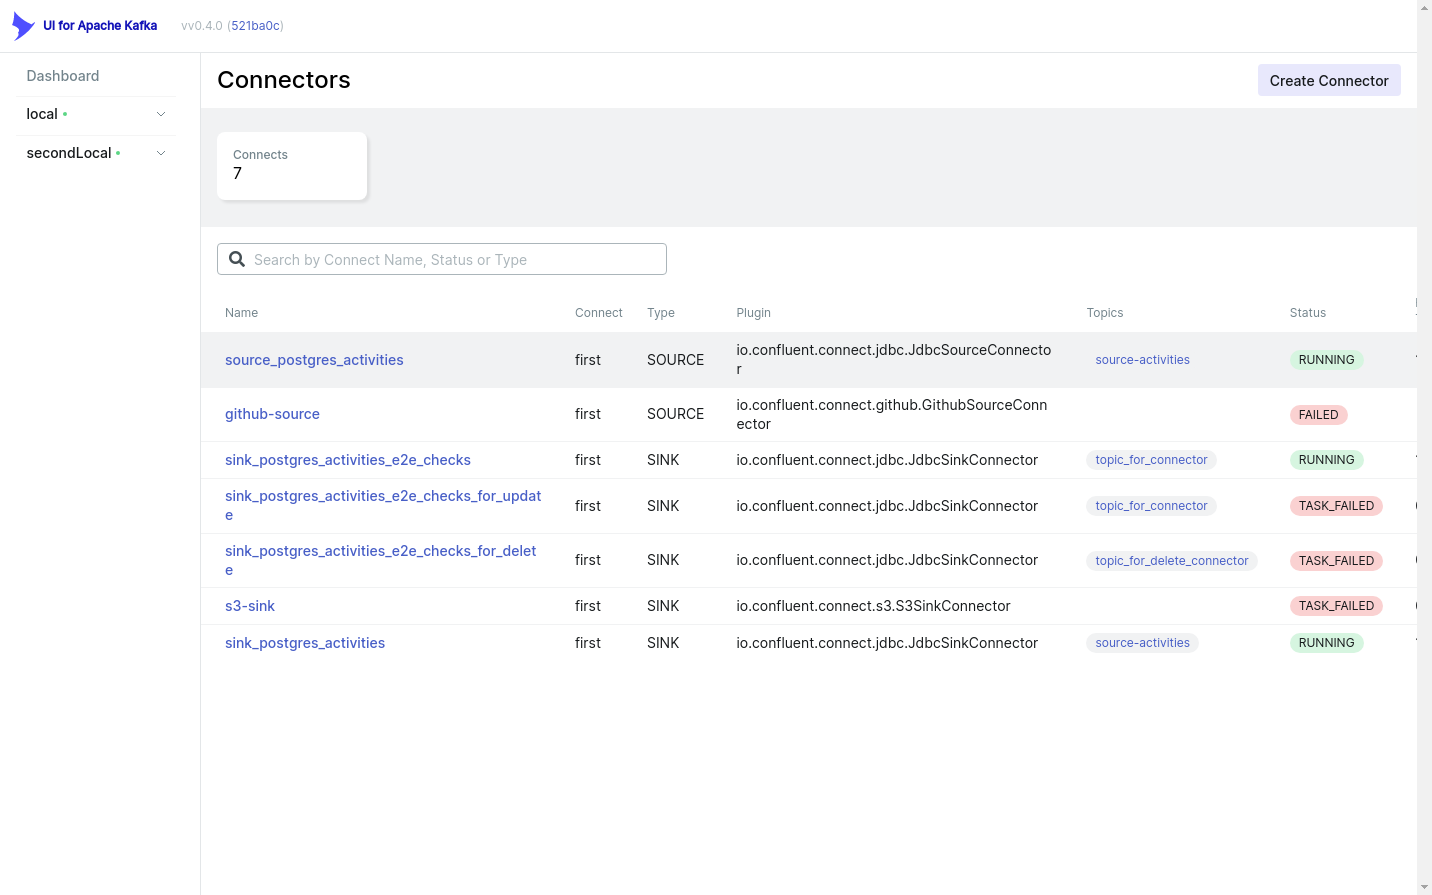 UI for Apache Kafka vv0.4.0 (521ba0c)
Dashboard
local
secondLocal
Connectors
Create Connector
Connects
7
Search by Connect Name, Status or Type
Name Connect Type Plugin Topics Status
source_postgres_activities first SOURCE io.confluent.connect.jdbc.JdbcSourceConnecto
r source-activities RUNNING
github-source first SOURCE io.confluent.connect.github.GithubSourceConn
ector FAILED
sink_postgres_activities_e2e_checks first SINK io.confluent.connect.jdbc.JdbcSinkConnector topic_for_connector RUNNING
sink_postgres_activities_e2e_checks_for_updat
e first SINK io.confluent.connect.jdbc.JdbcSinkConnector topic_for_connector TASK_FAILED
sink_postgres_activities_e2e_checks_for_delet
e first SINK io.confluent.connect.jdbc.JdbcSinkConnector topic_for_delete_connector TASK_FAILED
s3-sink first SINK io.confluent.connect.s3.S3SinkConnector TASK_FAILED
sink_postgres_activities first SINK io.confluent.connect.jdbc.JdbcSinkConnector source-activities RUNNING